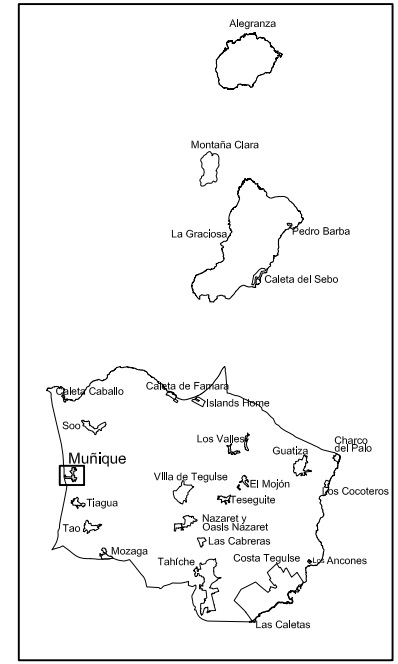 Alegranza
Montaña Clara
La Graciosa
Pedro Barba
Caleta del Sebo
Caleta Caballo
Caleta de Famara
Islands Home
Soo
Los Valles
Charco
del Palo
Guatiza
Muñique
VIlla de Tegulse
El Mojón
Los Cocoteros
Tiagua
Teseguite
Tao
Nazaret y
Oasis Nazaret
Las Cabreras
Mozaga
Tahíche
Costa Tegulse
Los Ancones
Las Caletas